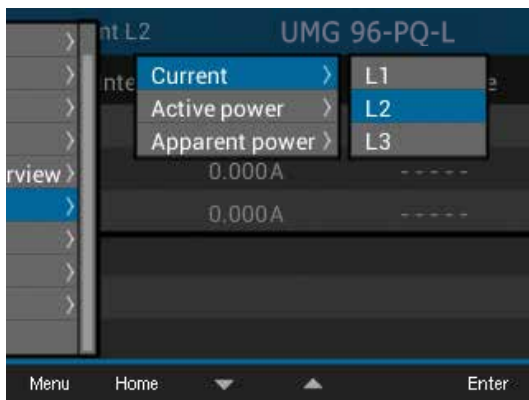 nt L2 UMG 96-PQ-L
Inte Current > L1 e
Active power > L2
Apparent power > L3
rview > 0.000A - - - - -
0.000A - - - - -
Menu Home Enter